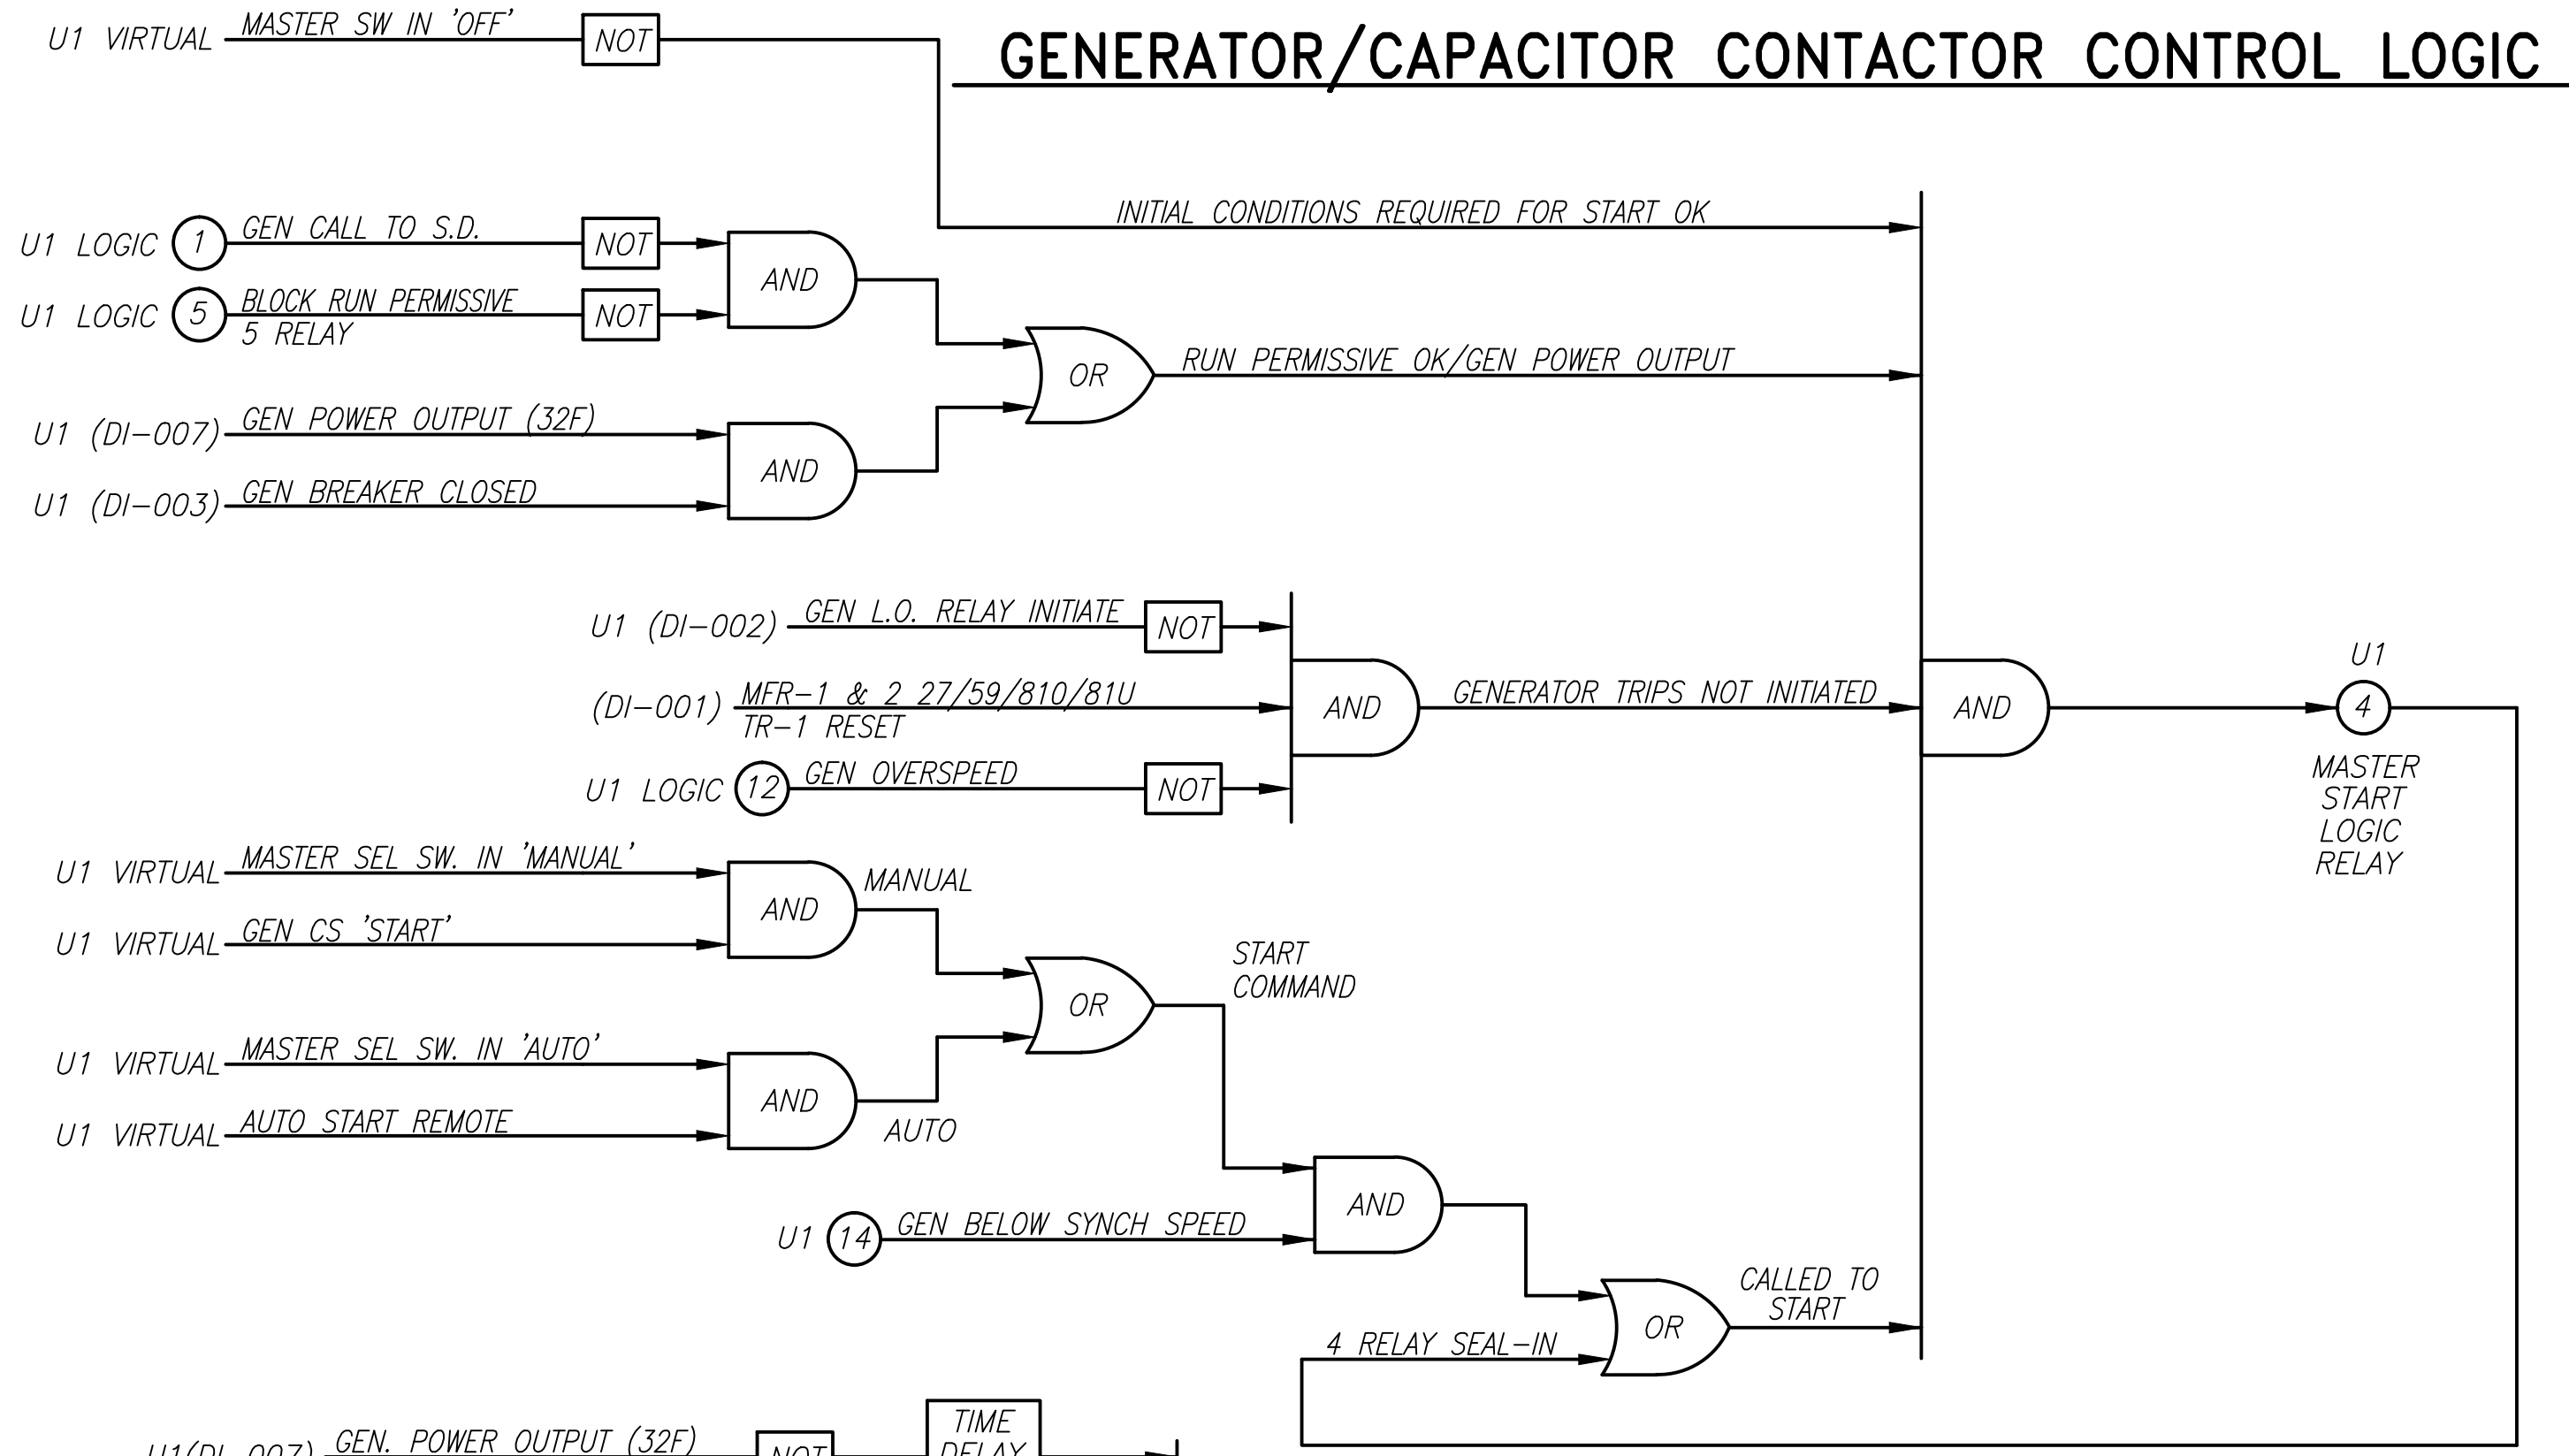 GENERATOR/CAPACITOR CONTACTOR CONTROL LOGIC
U1 VIRTUAL MASTER SW IN 'OFF' NOT
INITIAL CONDITIONS REQUIRED FOR START OK
U1 LOGIC 1 GEN CALL TO S.D. NOT
AND
U1 LOGIC 5 BLOCK RUN PERMISSIVE NOT
5 RELAY
OR
RUN PERMISSIVE OK/GEN POWER OUTPUT
U1 (DI-007) GEN POWER OUTPUT (32F)
AND
U1 (DI-003) GEN BREAKER CLOSED
U1 (DI-002) GEN L.O. RELAY INITIATE NOT
(DI-001) MFR-1 & 2 27/59/810/81U
TR-1 RESET
AND
GENERATOR TRIPS NOT INITIATED
AND
U1
4
MASTER
START
LOGIC
RELAY
U1 LOGIC 12 GEN OVERSPEED NOT
U1 VIRTUAL MASTER SEL SW. IN 'MANUAL'
AND
MANUAL
U1 VIRTUAL GEN CS 'START'
OR
START
COMMAND
U1 VIRTUAL MASTER SEL SW. IN 'AUTO'
AND
AUTO
U1 VIRTUAL AUTO START REMOTE
AND
U1 14 GEN BELOW SYNCH SPEED
CALLED TO
START
OR
4 RELAY SEAL-IN
TIME
DELAY
U1(DI-007) GEN. POWER OUTPUT (32F) NOT